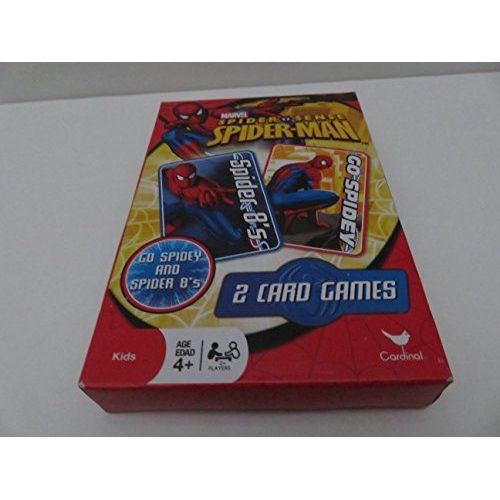 MARVEL
SPIDER SENSE
SPIDER-MAN
Spider 8's
GO SPIDEY
GO SPIDEY
AND
SPIDER 8's
2 CARD GAMES
Kids
AGE
EDAD
4+
PLAYERS
Cardinal